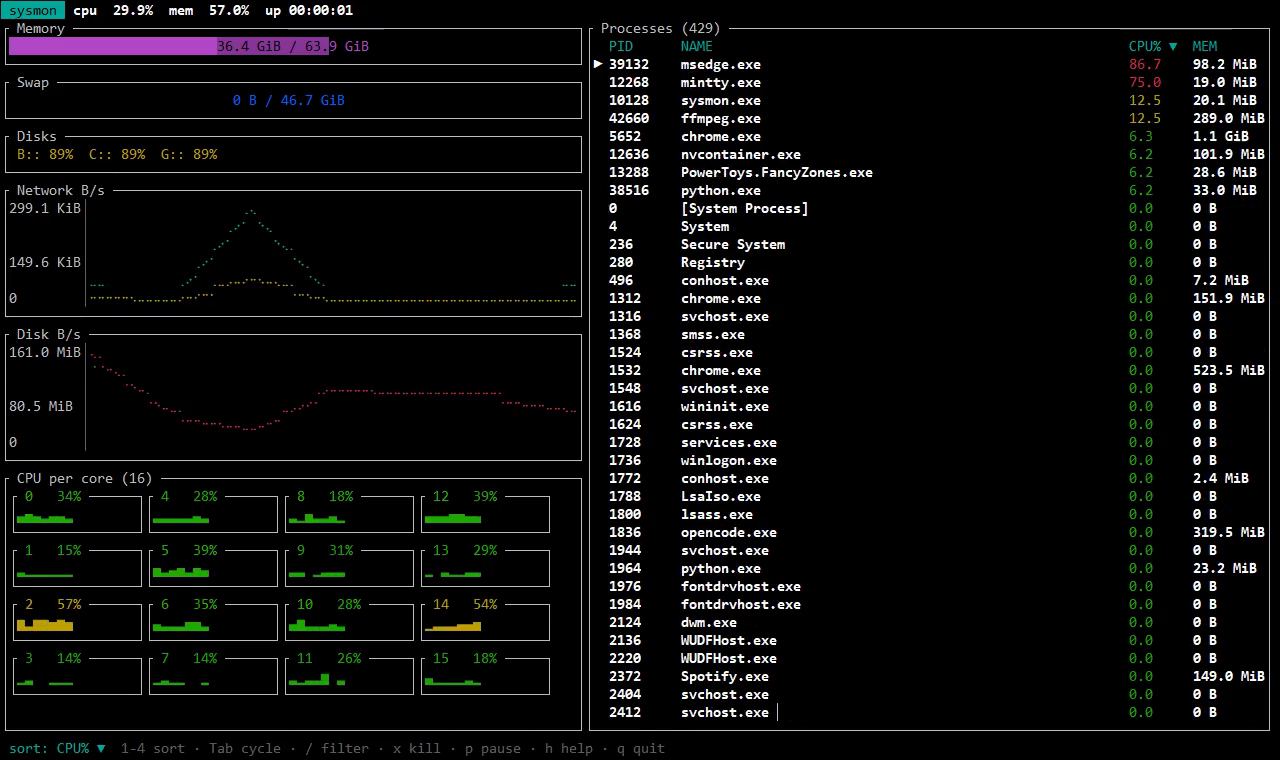 sysmon cpu 29.9% mem 57.0% up 00:00:01
Memory
36.4 GiB / 63.9 GiB
Swap
0 B / 46.7 GiB
Disks
B:: 89% C:: 89% G:: 89%
Network B/s
299.1 KiB
149.6 KiB
0
Disk B/s
161.0 MiB
80.5 MiB
0
CPU per core (16)
0 34% 4 28% 8 18% 12 39%
1 15% 5 39% 9 31% 13 29%
2 57% 6 35% 10 28% 14 54%
3 14% 7 14% 11 26% 15 18%
Processes (429)
PID NAME CPU% ▼ MEM
▶ 39132 msedge.exe 86.7 98.2 MiB
12268 mintty.exe 75.0 19.0 MiB
10128 sysmon.exe 12.5 20.1 MiB
42660 ffmpeg.exe 12.5 289.0 MiB
5652 chrome.exe 6.3 1.1 GiB
12636 nvcontainer.exe 6.2 101.9 MiB
13288 PowerToys.FancyZones.exe 6.2 28.6 MiB
38516 python.exe 6.2 33.0 MiB
0 [System Process] 0.0 0 B
4 System 0.0 0 B
236 Secure System 0.0 0 B
280 Registry 0.0 0 B
496 conhost.exe 0.0 7.2 MiB
1312 chrome.exe 0.0 151.9 MiB
1316 svchost.exe 0.0 0 B
1368 smss.exe 0.0 0 B
1524 csrss.exe 0.0 0 B
1532 chrome.exe 0.0 523.5 MiB
1548 svchost.exe 0.0 0 B
1616 wininit.exe 0.0 0 B
1624 csrss.exe 0.0 0 B
1728 services.exe 0.0 0 B
1736 winlogon.exe 0.0 0 B
1772 conhost.exe 0.0 2.4 MiB
1788 LsaIso.exe 0.0 0 B
1800 lsass.exe 0.0 0 B
1836 opencode.exe 0.0 319.5 MiB
1944 svchost.exe 0.0 0 B
1964 python.exe 0.0 23.2 MiB
1976 fontdrvhost.exe 0.0 0 B
1984 fontdrvhost.exe 0.0 0 B
2124 dwm.exe 0.0 0 B
2136 WUDFHost.exe 0.0 0 B
2220 WUDFHost.exe 0.0 0 B
2372 Spotify.exe 0.0 149.0 MiB
2404 svchost.exe 0.0 0 B
2412 svchost.exe 0.0 0 B
sort: CPU% ▼ 1-4 sort · Tab cycle · / filter · x kill · p pause · h help · q quit